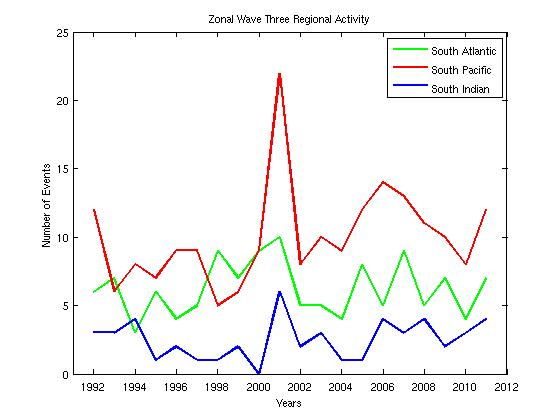 Zonal Wave Three Regional Activity
25
20
15
10
5
0
Number of Events
South Atlantic
South Pacific
South Indian
1992 1994 1996 1998 2000 2002 2004 2006 2008 2010 2012
Years